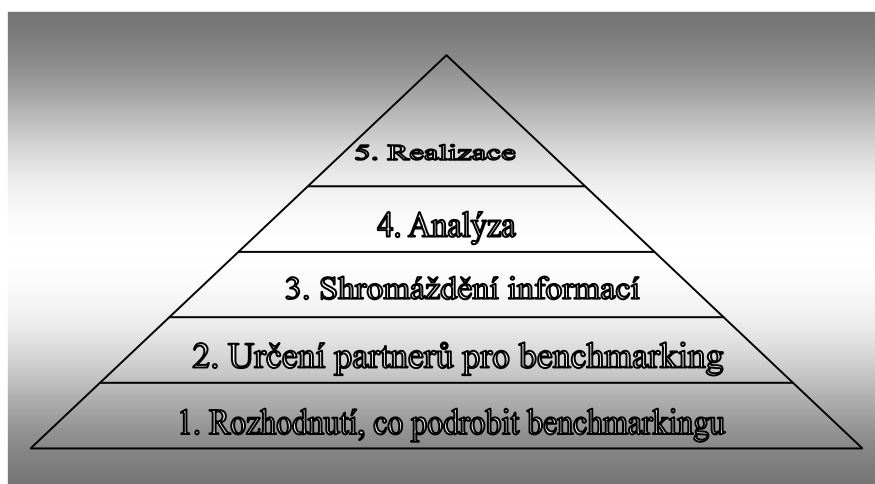 5. Realizace
4. Analýza
3. Shromáždění informací
2. Určení partnerů pro benchmarking
1. Rozhodnutí, co podrobit benchmarkingu